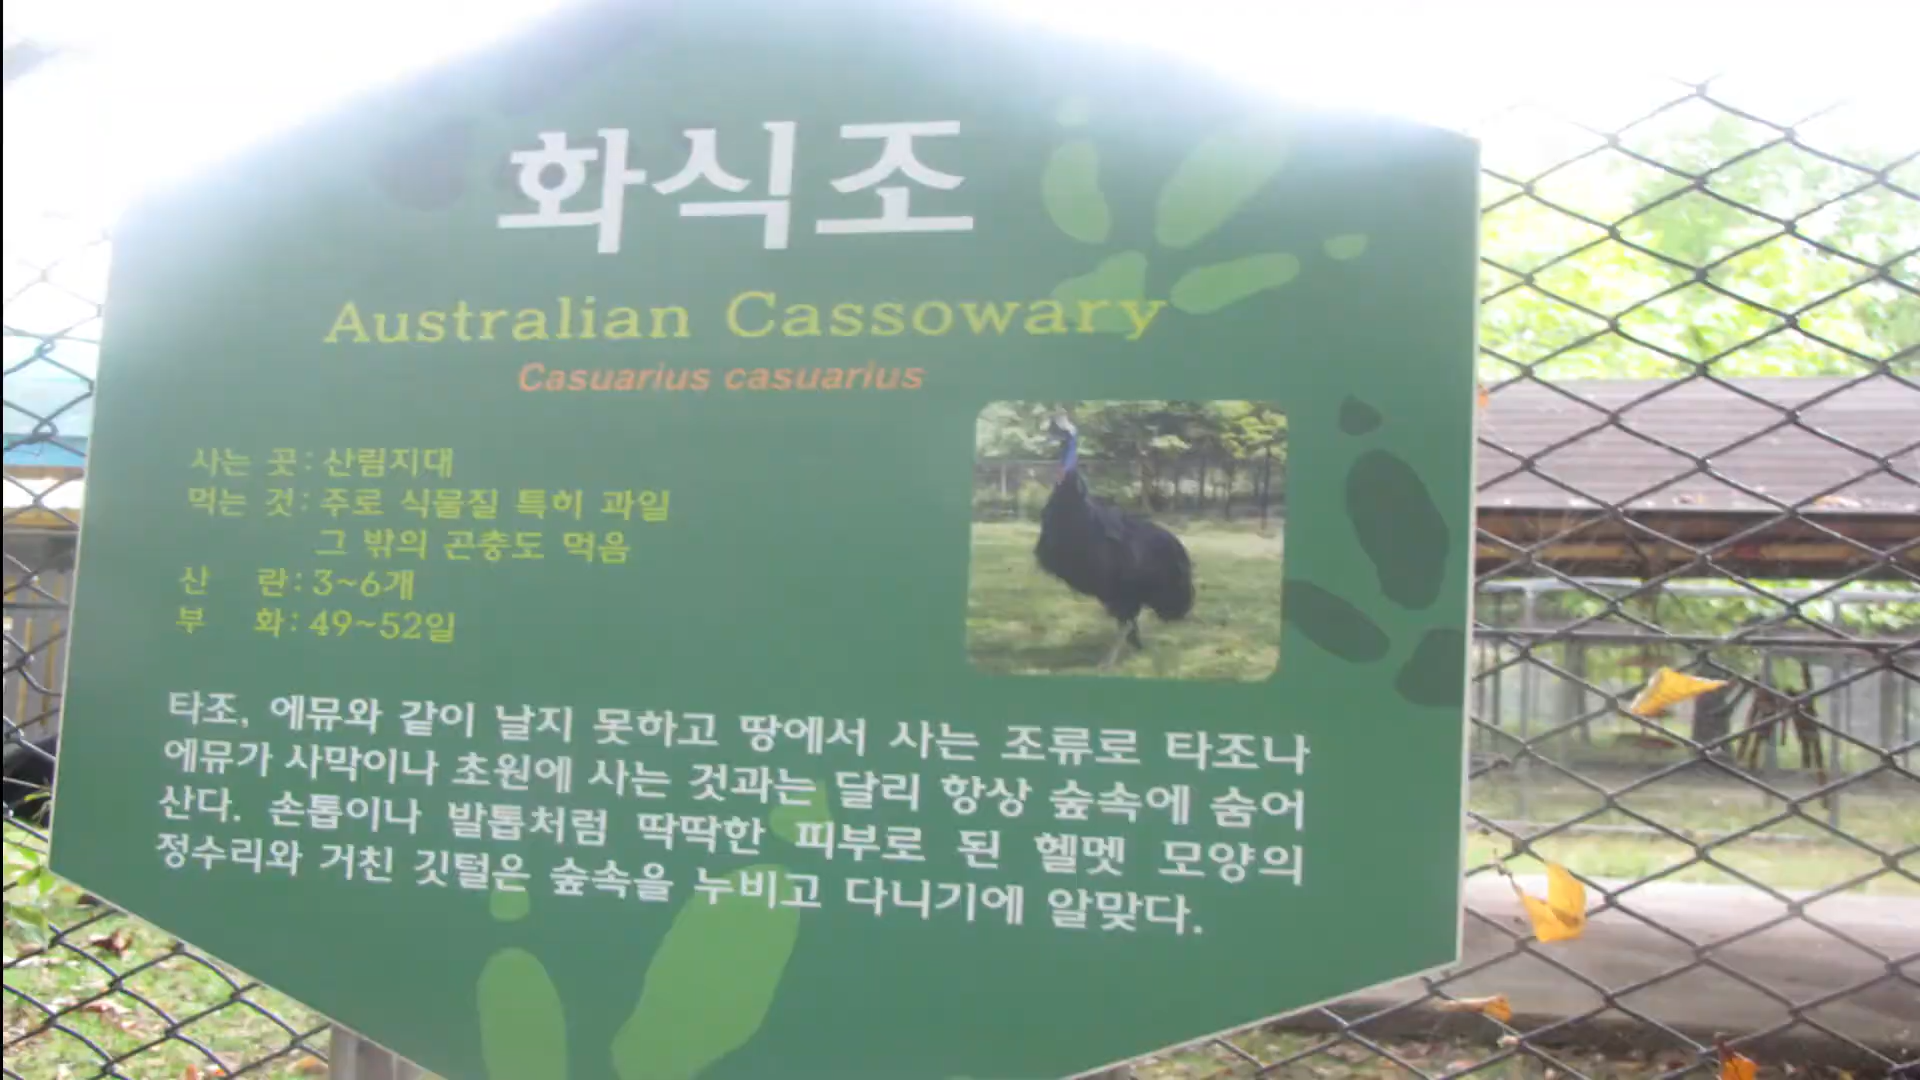 화식조
Australian Cassowary
Casuarius casuarius
사는 곳: 산림지대
먹는 것: 주로 식물질 특히 과일
그 밖의 곤충도 먹음
산 란: 3~6개
부 화: 49~52일
타조, 에뮤와 같이 날지 못하고 땅에서 사는 조류로 타조나
에뮤가 사막이나 초원에 사는 것과는 달리 항상 숲속에 숨어
산다. 손톱이나 발톱처럼 딱딱한 피부로 된 헬멧 모양의
정수리와 거친 깃털은 숲속을 누비고 다니기에 알맞다.